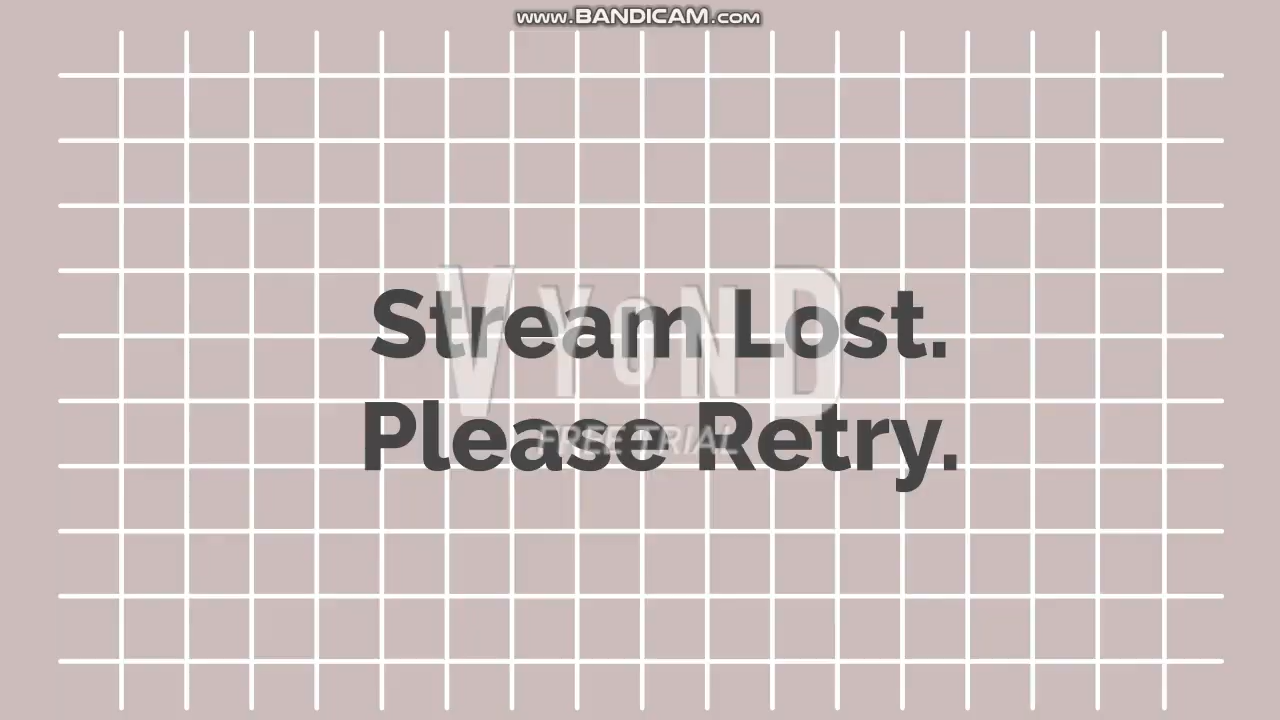 www.BANDICAM.com
Stream Lost.
VYOND
Please Retry.
FREE TRIAL